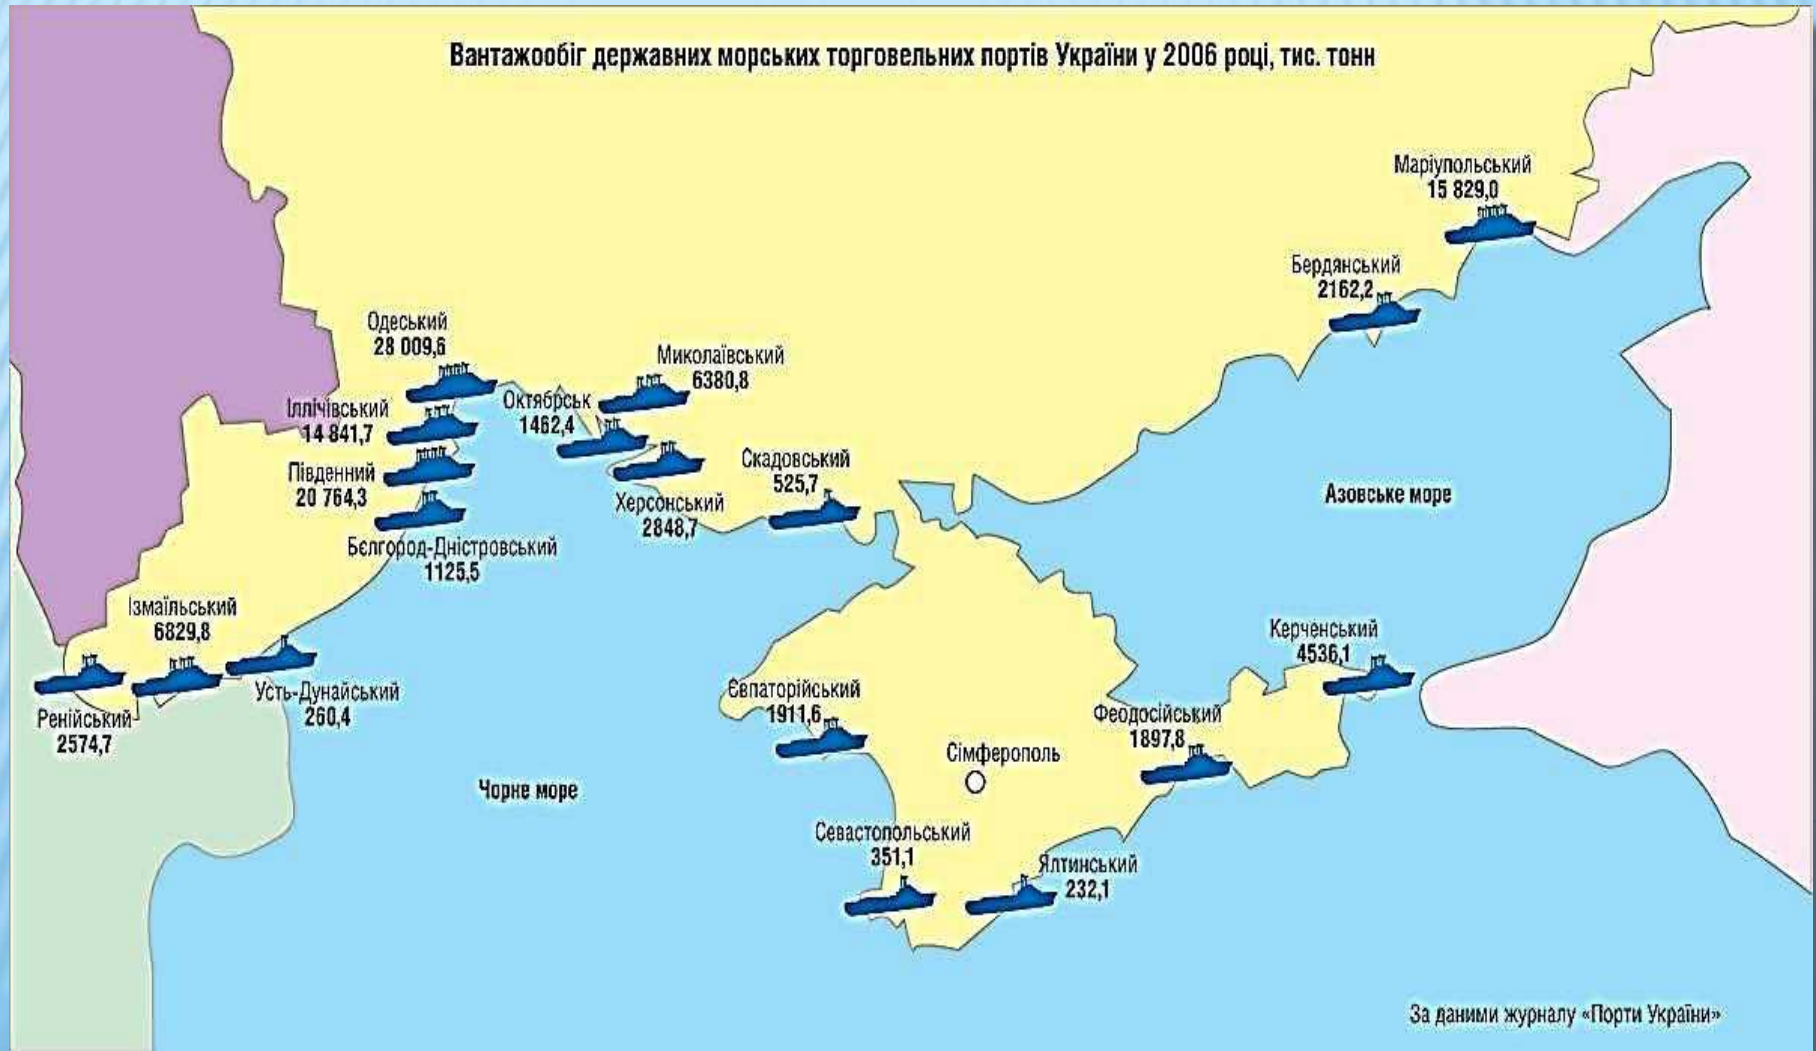 Вантажообіг державних морських торговельних портів України у 2006 році, тис. тонн
Маріупольський
15 829,0
Бердянський
2162,2
Одеський
28 009,6
Миколаївський
6380,8
Октябрськ
1462,4
Іллічівський
14 841,7
Південний
20 764,3
Скадовський
525,7
Херсонський
2848,7
Бєлгород-Дністровський
1125,5
Азовське море
Ізмаїльський
6829,8
Усть-Дунайський
260,4
Ренійський
2574,7
Керченський
4536,1
Євпаторійський
1911,6
Феодосійський
1897,8
Сімферополь
Чорне море
Севастопольський
351,1
Ялтинський
232,1
За даними журналу «Порти України»